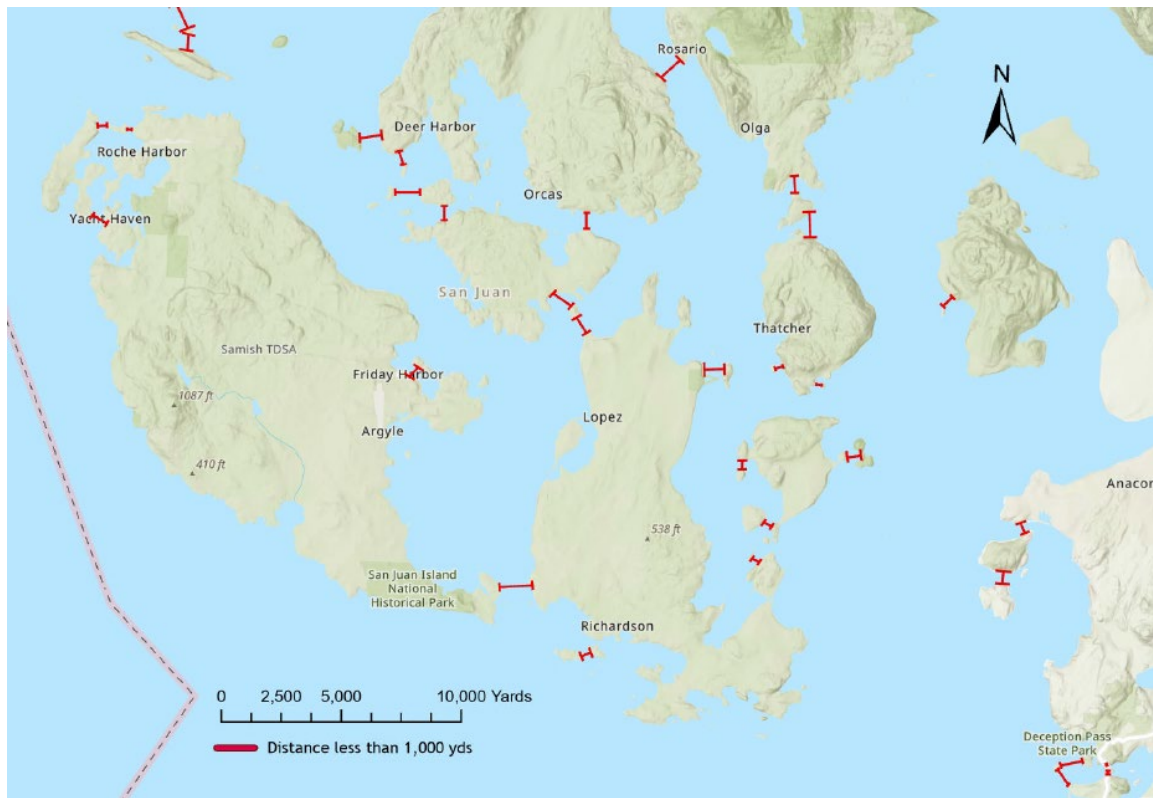 Rosario
N
Deer Harbor
Olga
Roche Harbor
Orcas
Yacht Haven
San Juan
Thatcher
Samish TDSA
Friday Harbor
1087 ft
Lopez
Argyle
410 ft
Anacor
538 ft
San Juan Island
National
Historical Park
Richardson
0 2,500 5,000 10,000 Yards
Distance less than 1,000 yds
Deception Pass
State Park